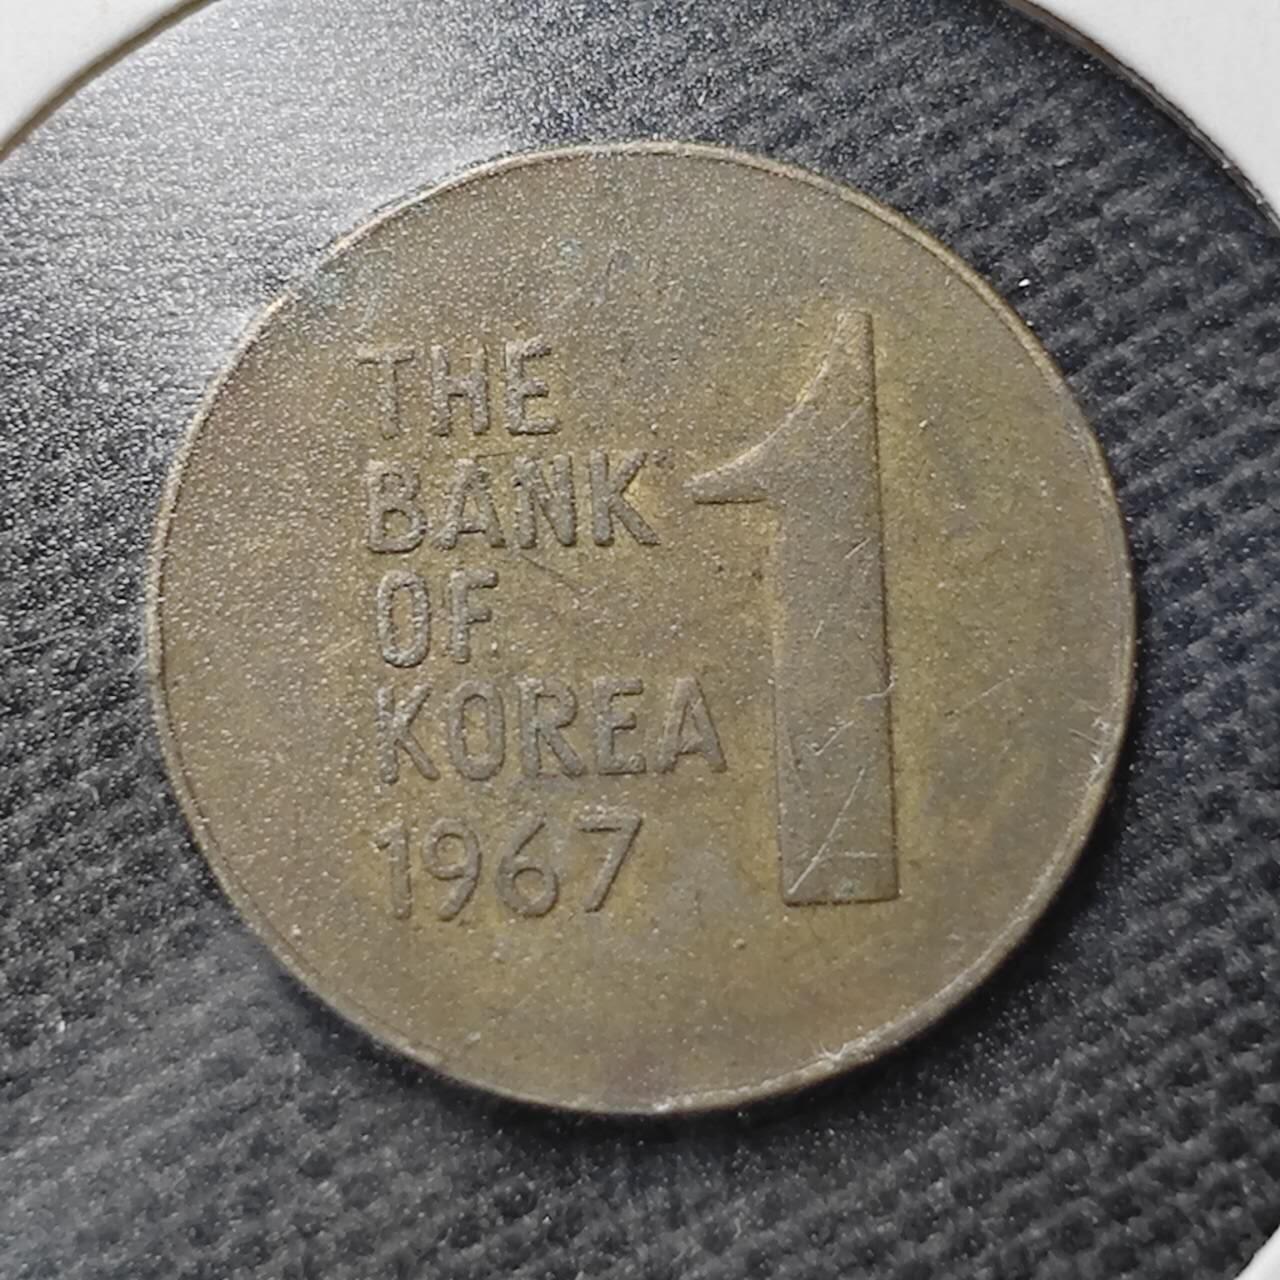 THE
BANK
OF
KOREA
1967
1